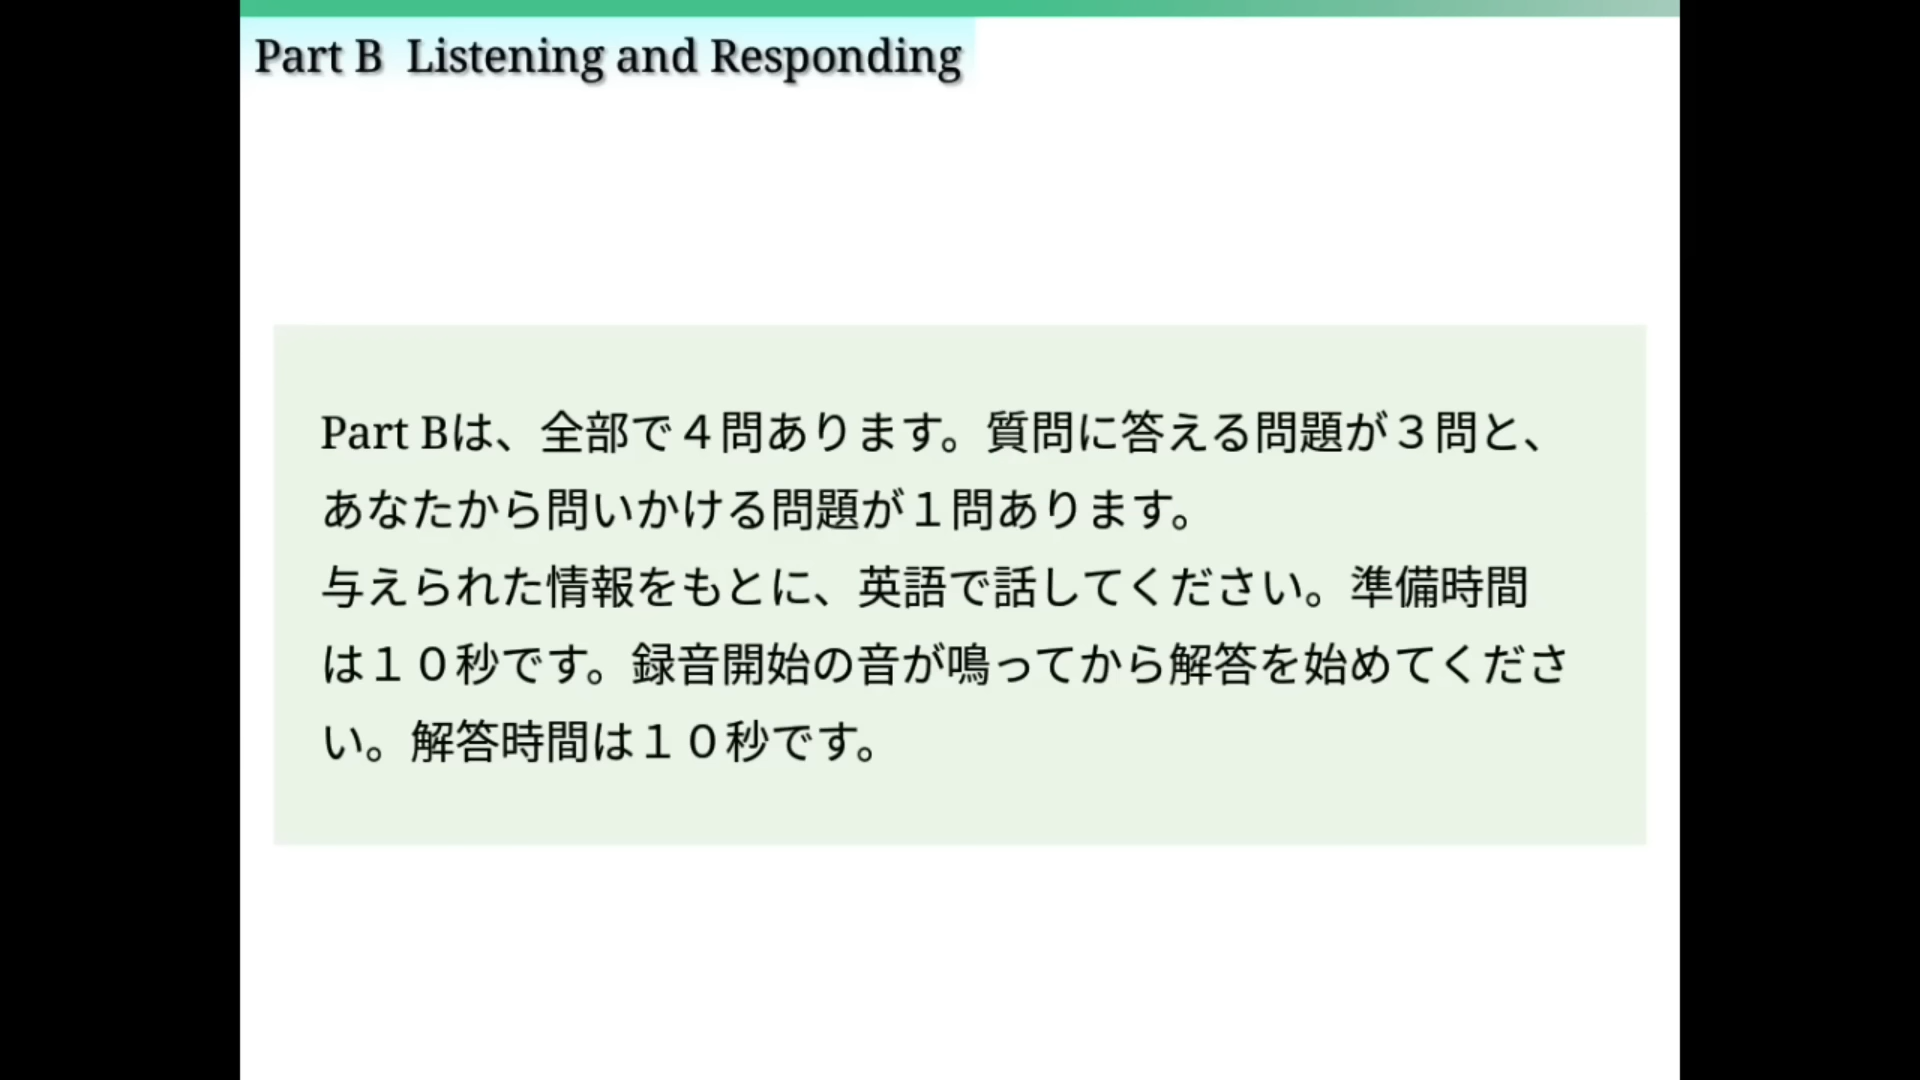 Part B  Listening and Responding
Part Bは、全部で４問あります。質問に答える問題が３問と、
あなたから問いかける問題が１問あります。
与えられた情報をもとに、英語で話してください。準備時間
は１０秒です。録音開始の音が鳴ってから解答を始めてくださ
い。解答時間は１０秒です。